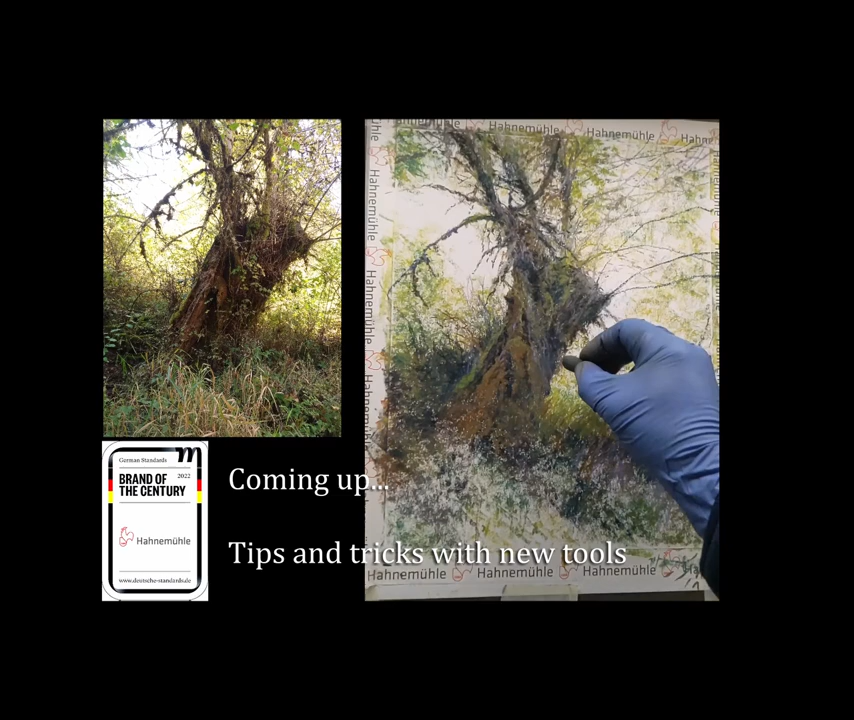 Hahnemühle Hahnemühle
Hahnemühle
Hahnemühle
German Standards m
2022
BRAND OF
THE CENTURY
Hahnemühle
www.deutsche-standards.de
Coming up...
Tips and tricks with new tools
Hahnemühle Hahnemühle Hahnemühle